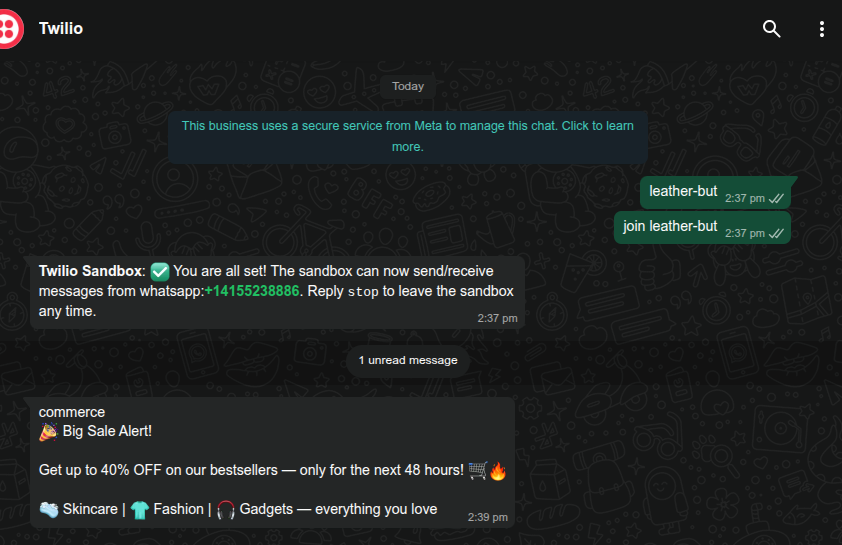 Twilio
Today
This business uses a secure service from Meta to manage this chat. Click to learn
more.
leather-but 2:37 pm
join leather-but 2:37 pm
Twilio Sandbox: ✅ You are all set! The sandbox can now send/receive
messages from whatsapp:+14155238886. Reply stop to leave the sandbox
any time.
2:37 pm
1 unread message
commerce
🎉 Big Sale Alert!
Get up to 40% OFF on our bestsellers — only for the next 48 hours! 🛒🔥
🧼 Skincare | 👕 Fashion | 🎧 Gadgets — everything you love
2:39 pm